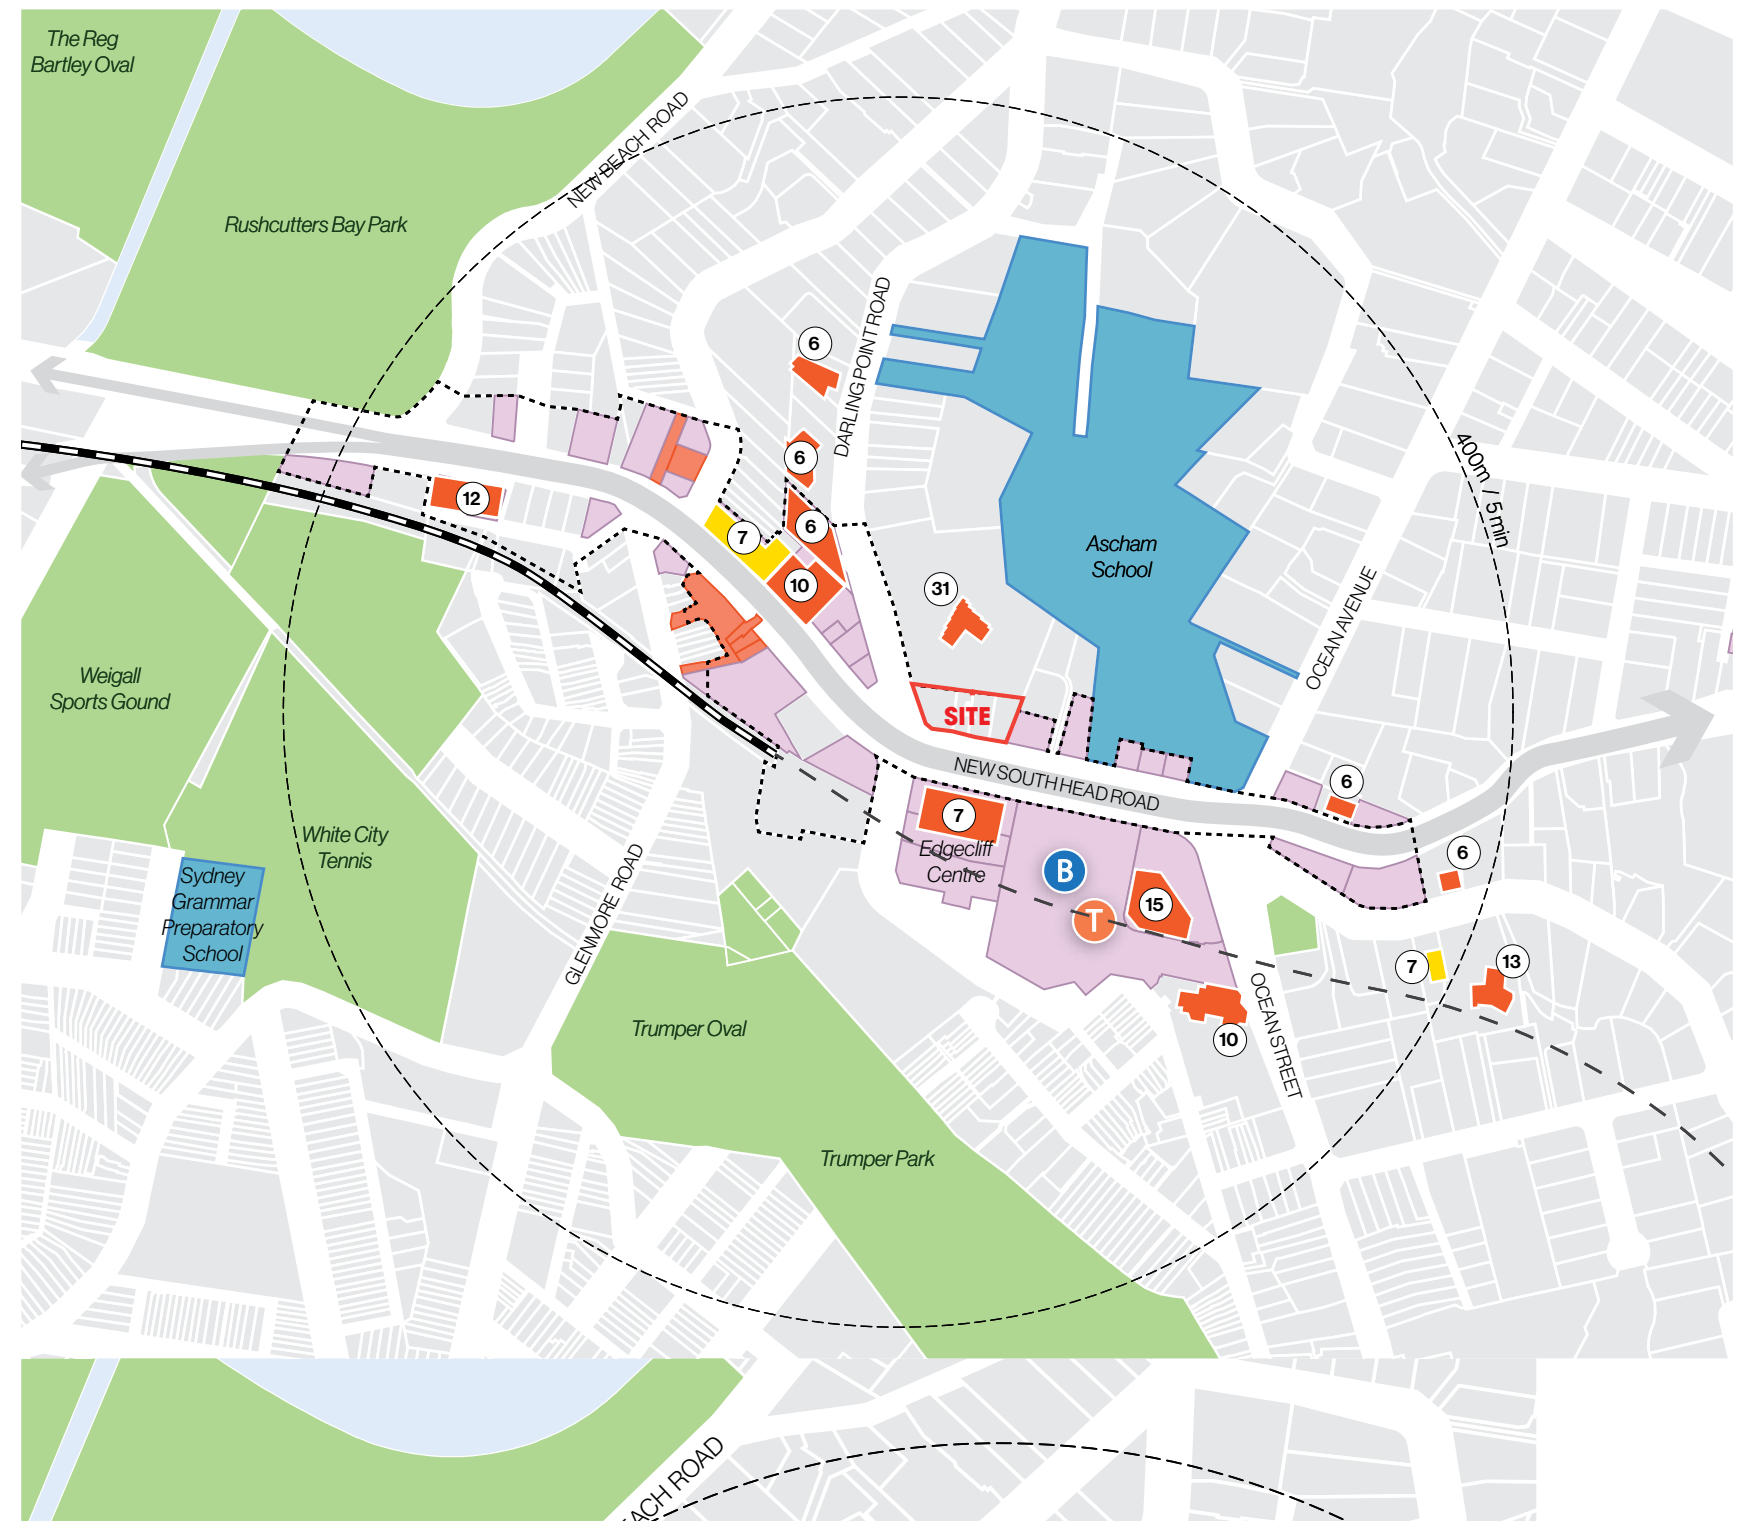 The Reg
Bartley Oval
NEW BEACH ROAD
Rushcutters Bay Park
DARLING POINT ROAD
6
6
400m / 5 min
12
6
7
10
Ascham
School
31
OCEAN AVENUE
Weigall
Sports Gound
SITE
NEW SOUTH HEAD ROAD
6
7
White City
Tennis
Edgecliff
Centre
B
6
Sydney
Grammar
Preparatory
School
GLENMORE ROAD
15
T
7
13
OCEAN STREET
10
Trumper Oval
Trumper Park
EACH ROAD